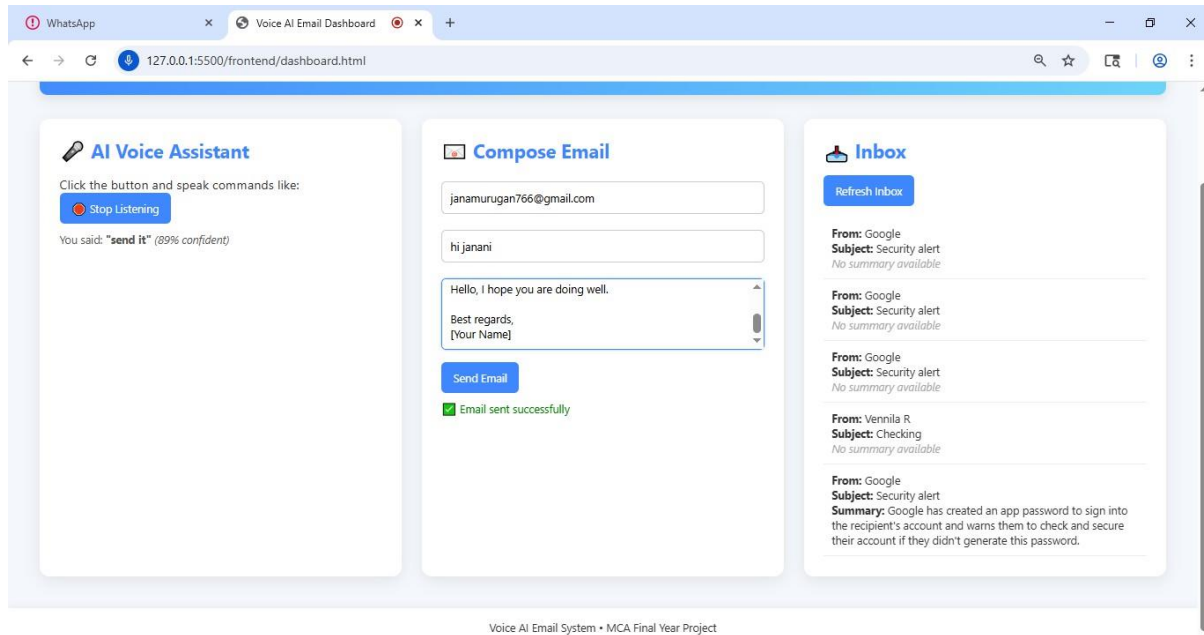 WhatsApp
Voice AI Email Dashboard
127.0.0.1:5500/frontend/dashboard.html
AI Voice Assistant
Click the button and speak commands like:
Stop Listening
You said: "send it" (89% confident)
Compose Email
janamurugan766@gmail.com
hi janani
Hello, I hope you are doing well.
Best regards,
[Your Name]
Send Email
Email sent successfully
Inbox
Refresh Inbox
From: Google
Subject: Security alert
No summary available
From: Google
Subject: Security alert
No summary available
From: Google
Subject: Security alert
No summary available
From: Vennila R
Subject: Checking
No summary available
From: Google
Subject: Security alert
Summary: Google has created an app password to sign into
the recipient's account and warns them to check and secure
their account if they didn't generate this password.
Voice AI Email System • MCA Final Year Project